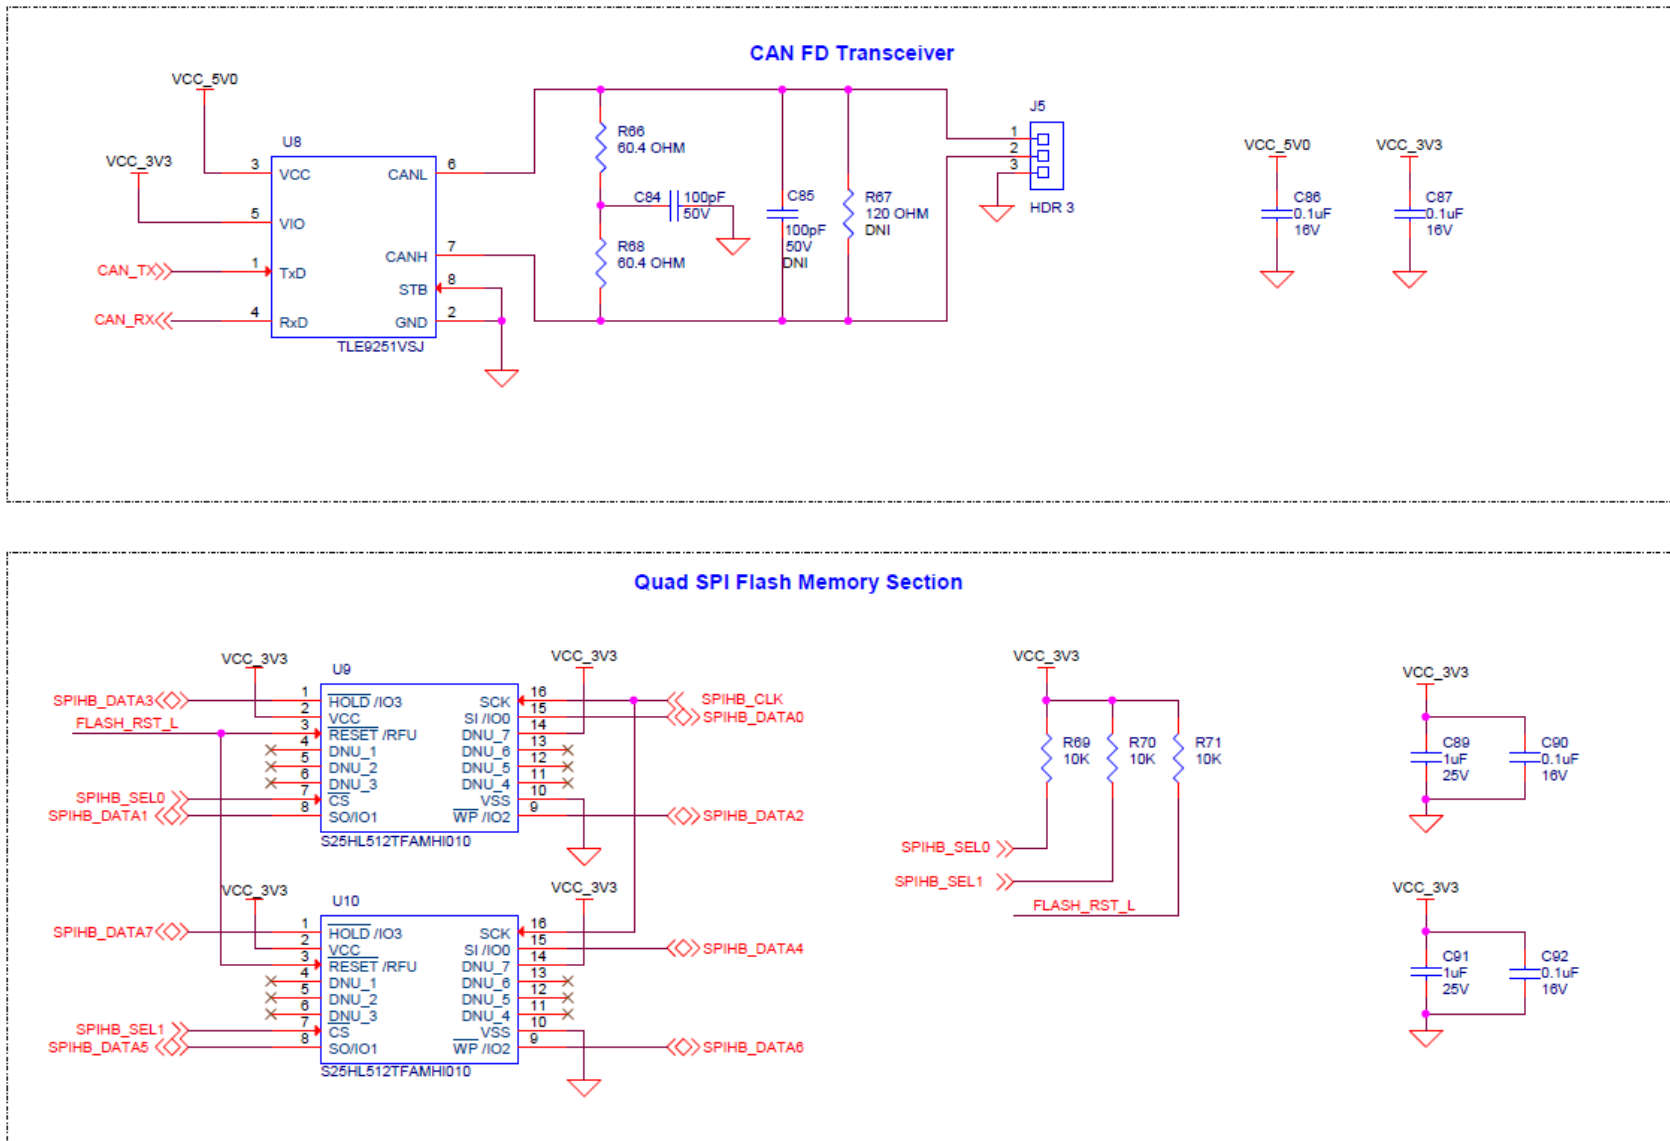 CAN FD Transceiver
VCC_5V0
VCC_3V3
U8
3
VCC
5
VIO
CAN_TX
1
TxD
CAN_RX
4
RxD
CANL
6
CANH
7
STB
8
GND
2
TLE9251VSJ
R66
60.4 OHM
C84
100pF
50V
R68
60.4 OHM
C85
100pF
50V
DNI
R67
120 OHM
DNI
J5
1
2
3
HDR 3
VCC_5V0
C86
0.1uF
16V
VCC_3V3
C87
0.1uF
16V
Quad SPI Flash Memory Section
VCC_3V3
U9
VCC_3V3
SPIHB_DATA3
1
HOLD /IO3
2
VCC
FLASH_RST_L
3
RESET /RFU
4
DNU_1
5
DNU_2
6
DNU_3
SPIHB_SEL0
7
CS
SPIHB_DATA1
8
SO/IO1
SCK
16
SPIHB_CLK
SI /IO0
15
SPIHB_DATA0
DNU_7
14
DNU_6
13
DNU_5
12
DNU_4
11
VSS
10
WP /IO2
9
SPIHB_DATA2
S25HL512TFAMHI010
VCC_3V3
U10
VCC_3V3
SPIHB_DATA7
1
HOLD /IO3
2
VCC
3
RESET /RFU
4
DNU_1
5
DNU_2
6
DNU_3
SPIHB_SEL1
7
CS
SPIHB_DATA5
8
SO/IO1
SCK
16
SI /IO0
15
SPIHB_DATA4
DNU_7
14
DNU_6
13
DNU_5
12
DNU_4
11
VSS
10
WP /IO2
9
SPIHB_DATA6
S25HL512TFAMHI010
VCC_3V3
R69
10K
R70
10K
R71
10K
SPIHB_SEL0
SPIHB_SEL1
FLASH_RST_L
VCC_3V3
C89
1uF
25V
C90
0.1uF
16V
VCC_3V3
C91
1uF
25V
C92
0.1uF
16V